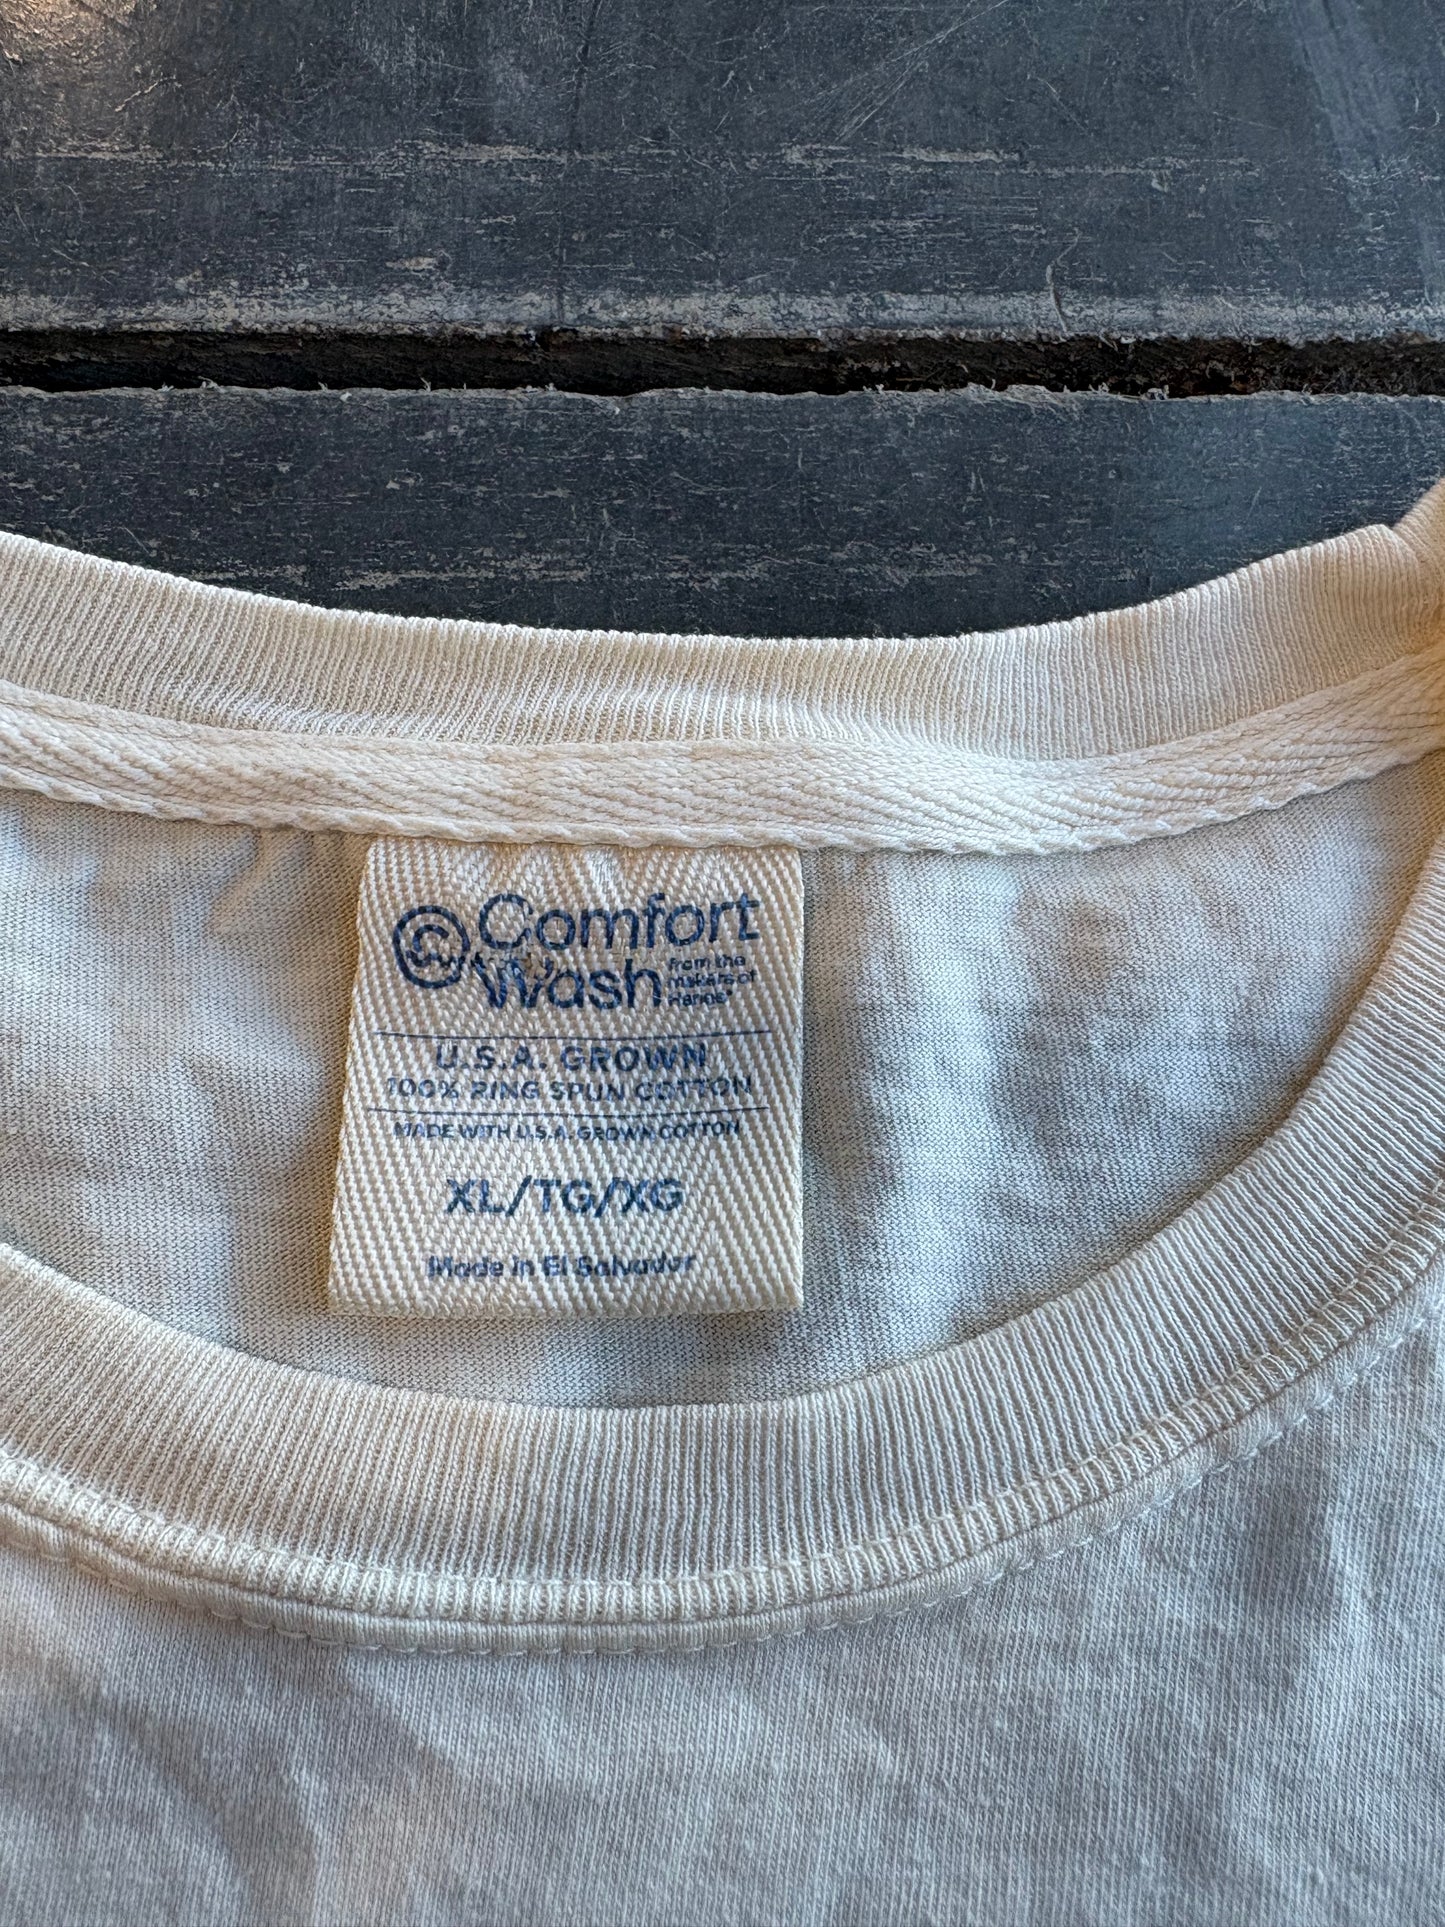 Comfort
Wash
from the
makers of
Hanes®
U.S.A. GROWN
100% RING SPUN COTTON
MADE WITH U.S.A. GROWN COTTON
XL/TG/XG
Made in El Salvador